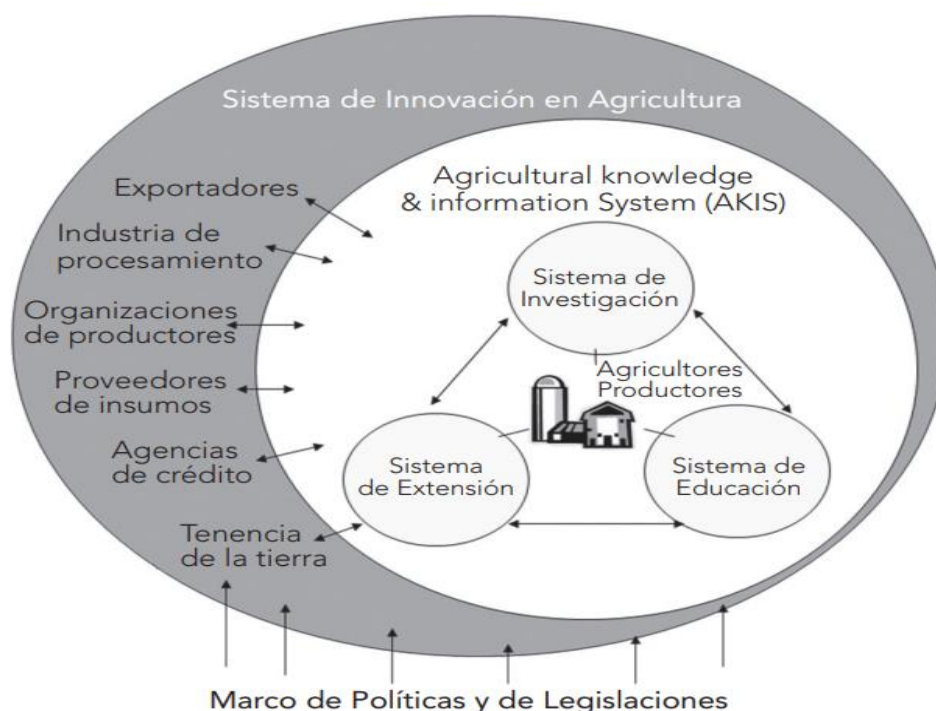 Sistema de Innovación en Agricultura
Agricultural knowledge
& information System (AKIS)
Exportadores
Industria de
procesamiento
Organizaciones
de productores
Proveedores
de insumos
Agencias
de crédito
Tenencia
de la tierra
Sistema de
Investigación
Agricultores
Productores
Sistema
de Extensión
Sistema de
Educación
Marco de Políticas y de Legislaciones